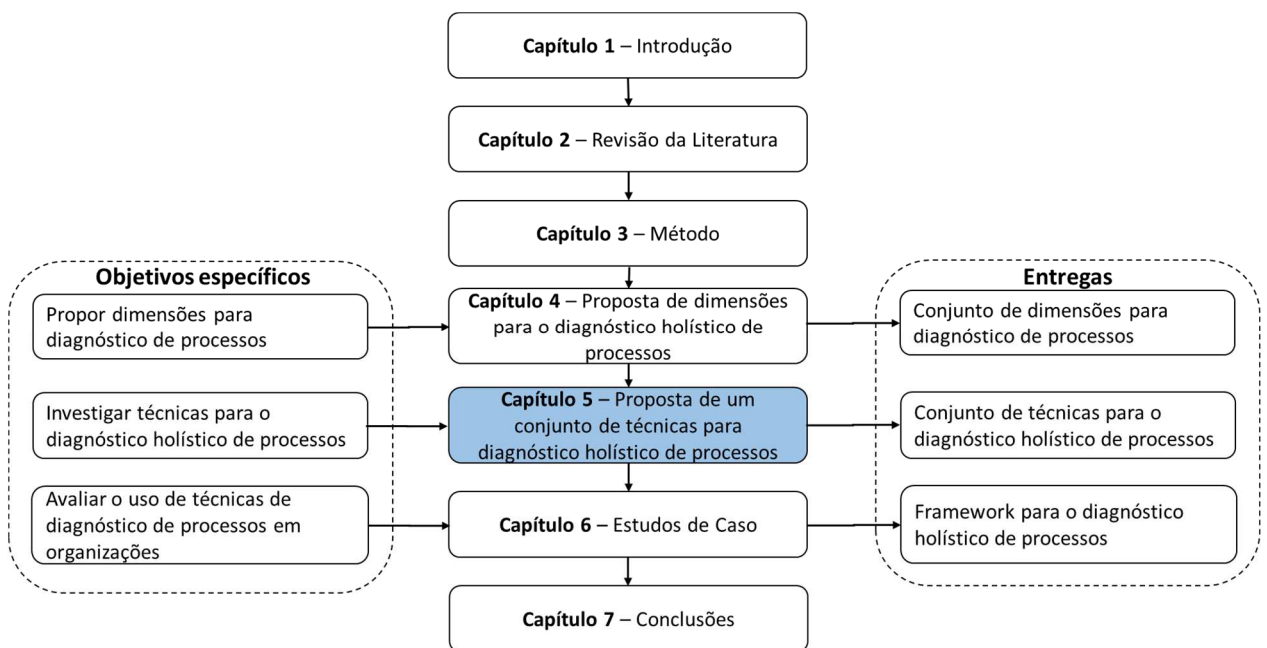 Capítulo 1 – Introdução
Capítulo 2 – Revisão da Literatura
Capítulo 3 – Método
Objetivos específicos
Propor dimensões para
diagnóstico de processos
Investigar técnicas para o
diagnóstico holístico de processos
Avaliar o uso de técnicas de
diagnóstico de processos em
organizações
Capítulo 4 – Proposta de dimensões
para o diagnóstico holístico de
processos
Capítulo 5 – Proposta de um
conjunto de técnicas para
diagnóstico holístico de processos
Capítulo 6 – Estudos de Caso
Capítulo 7 – Conclusões
Entregas
Conjunto de dimensões para
diagnóstico de processos
Conjunto de técnicas para o
diagnóstico holístico de processos
Framework para o diagnóstico
holístico de processos